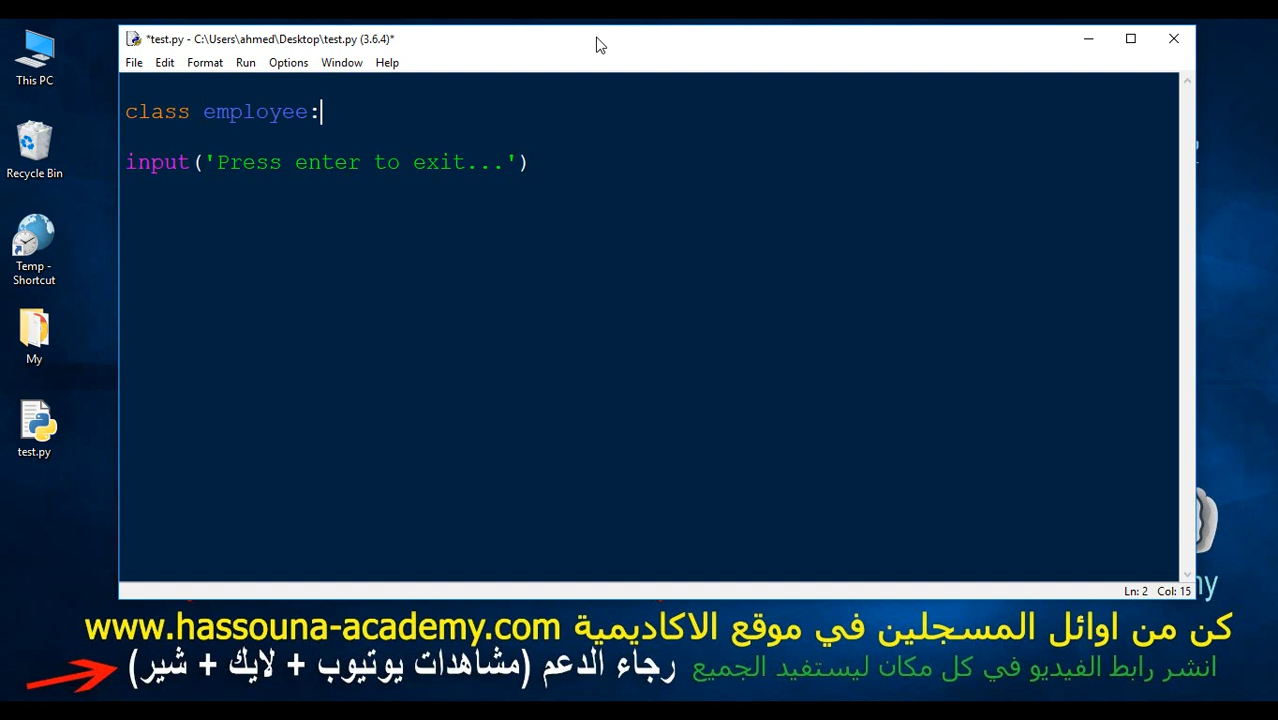 *test.py - C:\Users\ahmed\Desktop\test.py (3.6.4)*
File Edit Format Run Options Window Help
class employee:
input('Press enter to exit...')
Ln: 2 Col: 15
This PC
Recycle Bin
Temp -
Shortcut
My
test.py
كن من اوائل المسجلين في موقع الاكاديمية www.hassouna-academy.com
انشر رابط الفيديو في كل مكان ليستفيد الجميع رجاء الدعم (مشاهدات يوتيوب + لايك + شير)